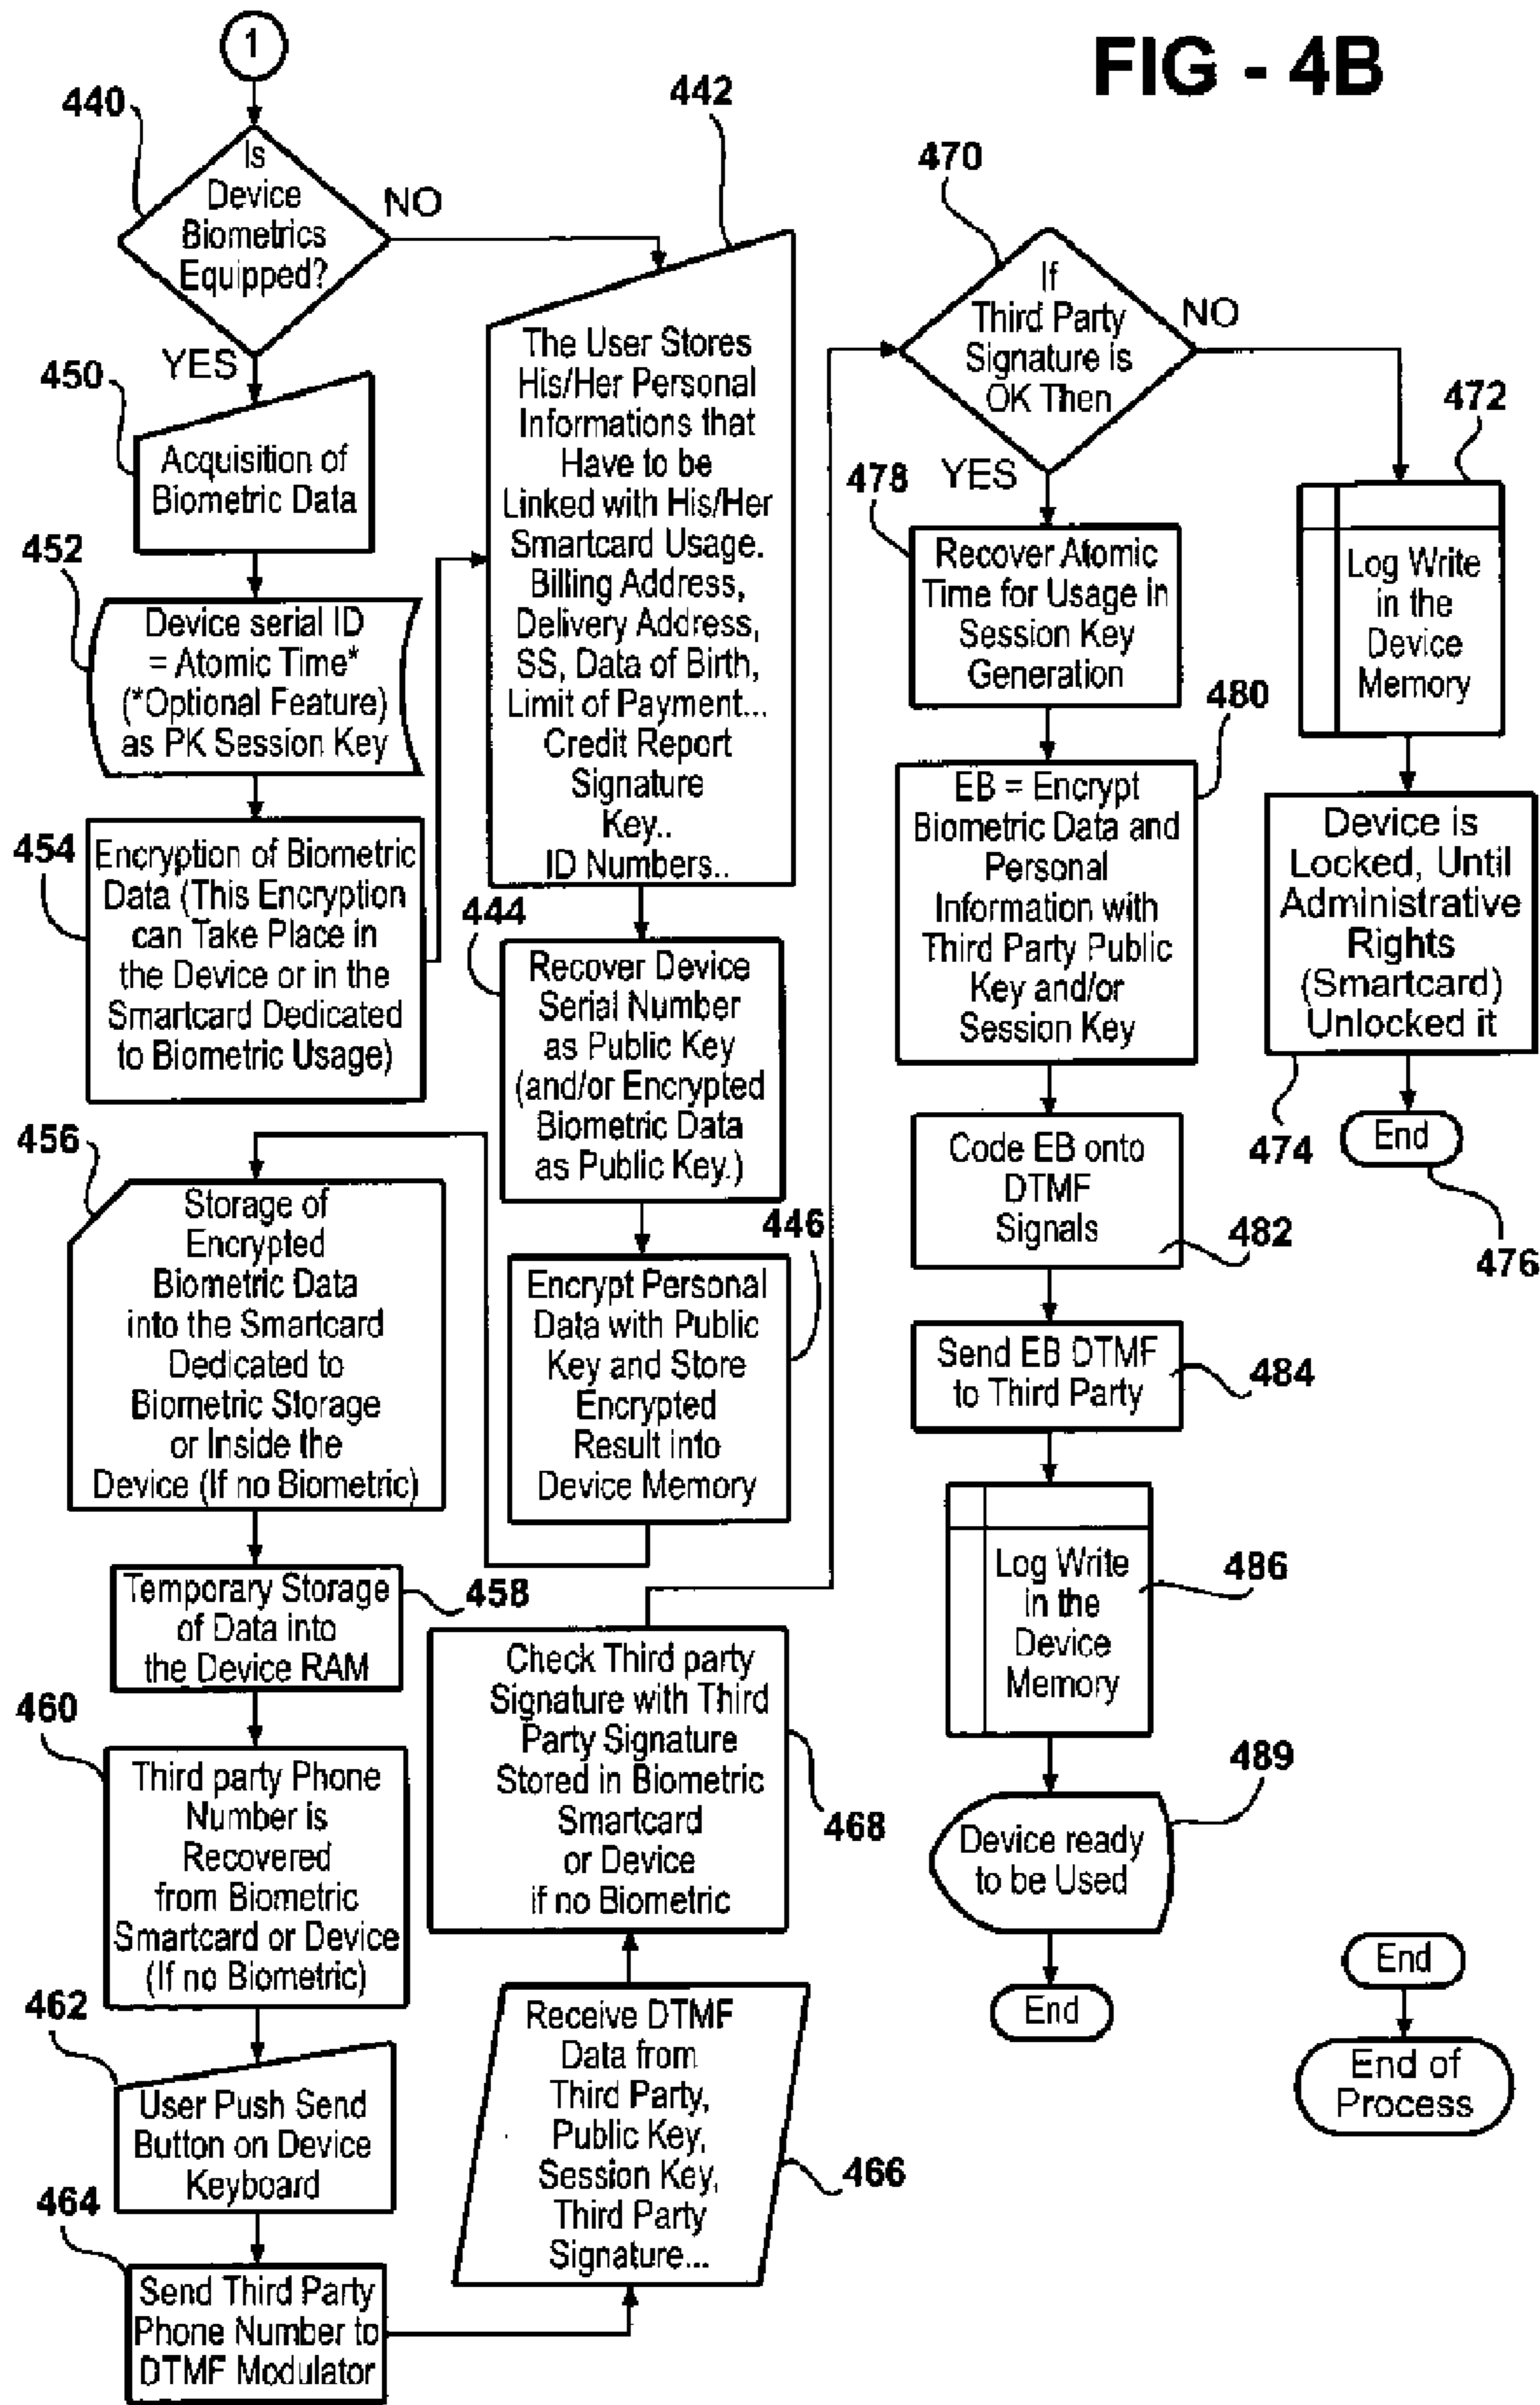 FIG - 4B
1
440
Is
Device
Biometrics
Equipped?
NO
YES
450
Acquisition of
Biometric Data
452
Device serial ID
= Atomic Time*
(*Optional Feature)
as PK Session Key
454
Encryption of Biometric
Data (This Encryption
can Take Place in
the Device or in the
Smartcard Dedicated
to Biometric Usage)
442
The User Stores
His/Her Personal
Informations that
Have to be
Linked with His/Her
Smartcard Usage.
Billing Address,
Delivery Address,
SS, Data of Birth,
Limit of Payment...
Credit Report
Signature
Key..
ID Numbers..
444
Recover Device
Serial Number
as Public Key
(and/or Encrypted
Biometric Data
as Public Key.)
446
Encrypt Personal
Data with Public
Key and Store
Encrypted
Result into
Device Memory
456
Storage of
Encrypted
Biometric Data
into the Smartcard
Dedicated to
Biometric Storage
or Inside the
Device (If no Biometric)
458
Temporary Storage
of Data into
the Device RAM
460
Third party Phone
Number is
Recovered
from Biometric
Smartcard or Device
(If no Biometric)
462
User Push Send
Button on Device
Keyboard
464
Send Third Party
Phone Number to
DTMF Modulator
466
Receive DTMF
Data from
Third Party,
Public Key,
Session Key,
Third Party
Signature...
468
Check Third party
Signature with Third
Party Signature
Stored in Biometric
Smartcard
or Device
if no Biometric
470
If
Third Party
Signature is
OK Then
NO
YES
472
Log Write
in the
Device
Memory
474
Device is
Locked, Until
Administrative
Rights
(Smartcard)
Unlocked it
476
End
478
Recover Atomic
Time for Usage in
Session Key
Generation
480
EB = Encrypt
Biometric Data and
Personal
Information with
Third Party Public
Key and/or
Session Key
482
Code EB onto
DTMF
Signals
484
Send EB DTMF
to Third Party
486
Log Write
in the
Device
Memory
489
Device ready
to be Used
End
End
End of
Process